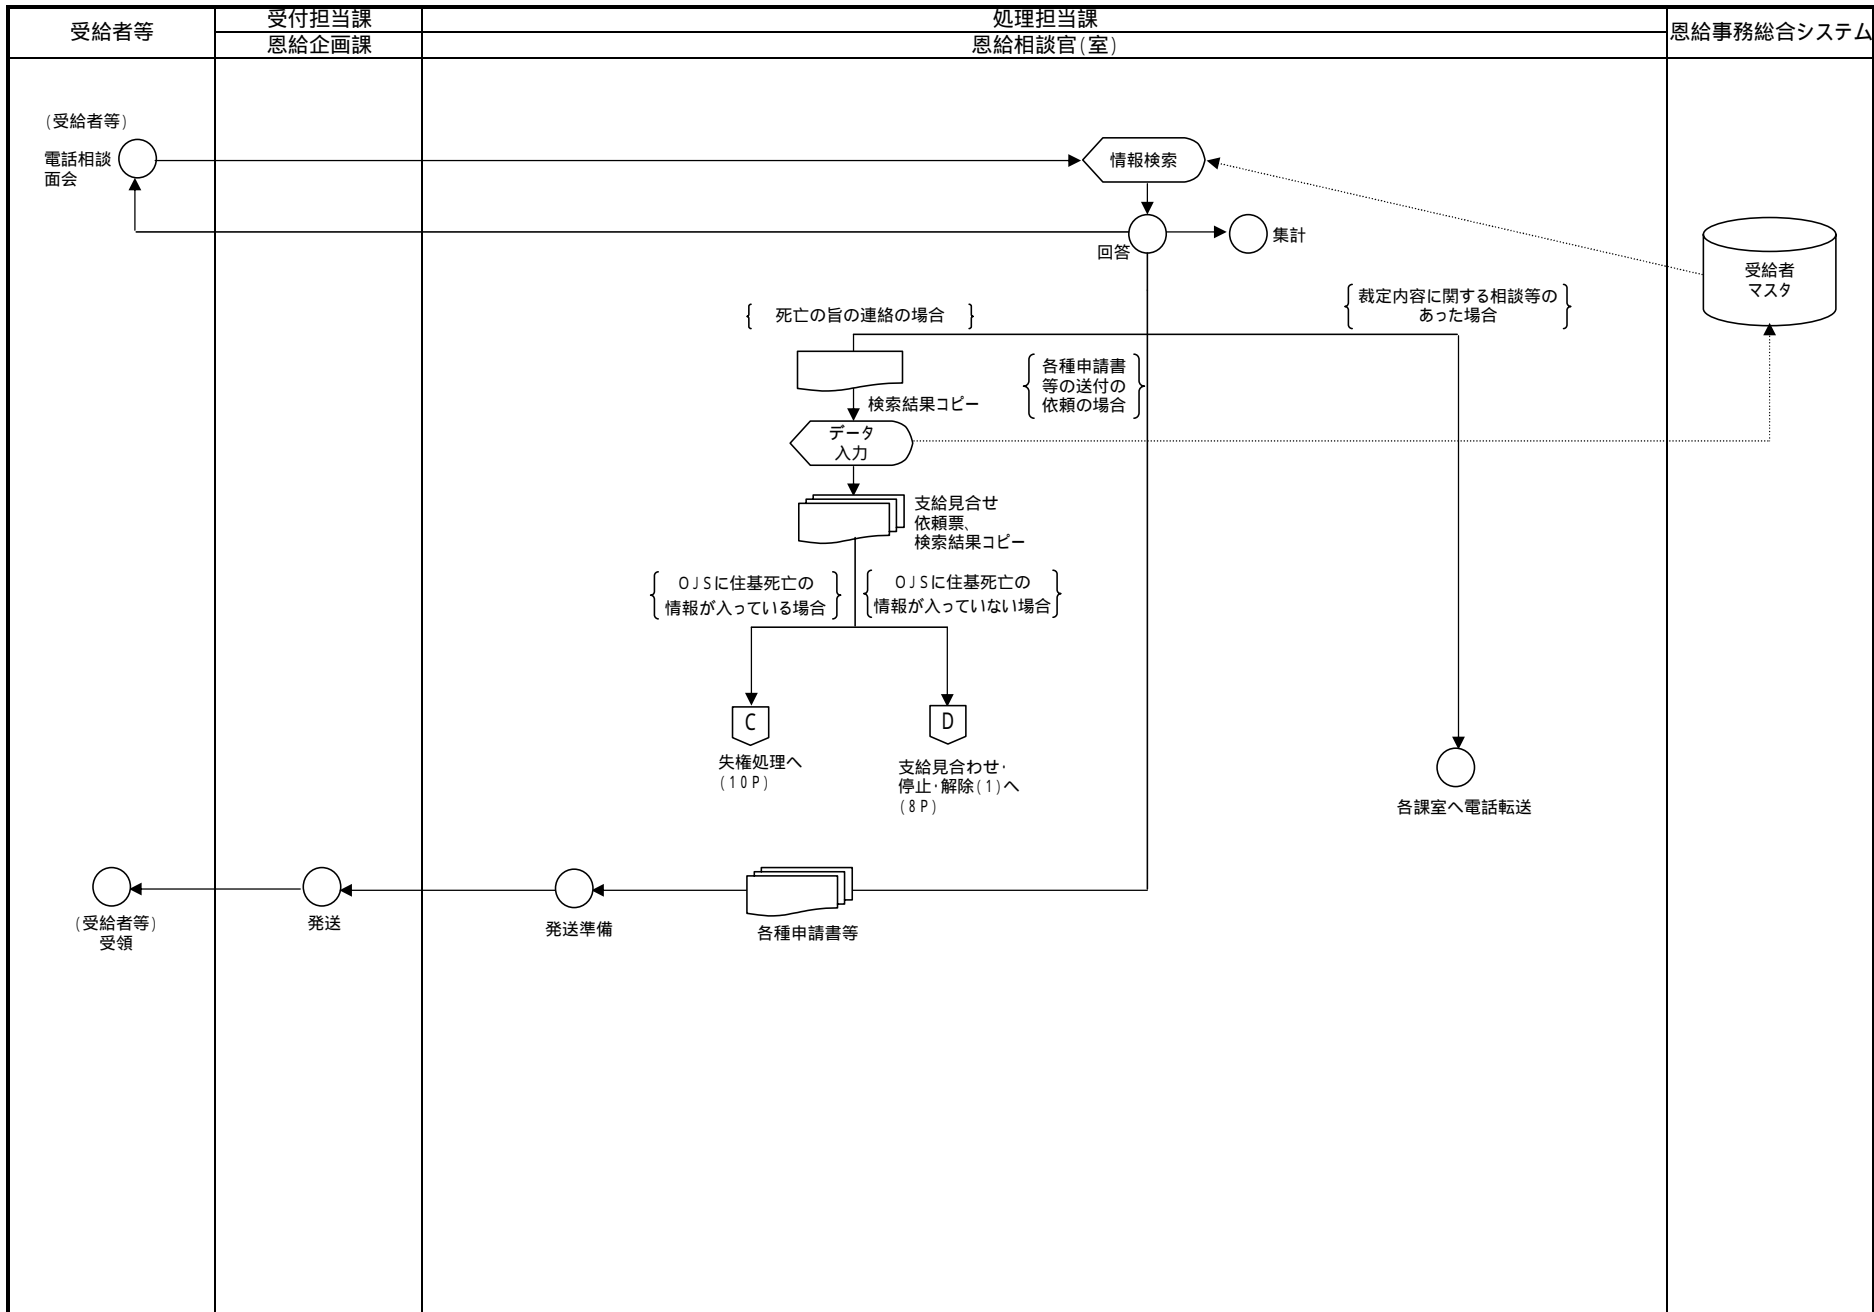 受給者等
受付担当課
処理担当課
恩給事務総合システム
恩給企画課
恩給相談官(室)
(受給者等)
電話相談
面会
情報検索
回答
集計
受給者
マスタ
死亡の旨の連絡の場合
裁定内容に関する相談等の
あった場合
各種申請書
等の送付の
依頼の場合
検索結果コピー
データ
入力
支給見合せ
依頼票、
検索結果コピー
OJSに住基死亡の
情報が入っている場合
OJSに住基死亡の
情報が入っていない場合
C
D
失権処理へ
(10P)
支給見合わせ・
停止・解除(1)へ
(8P)
各課室へ電話転送
(受給者等)
受領
発送
発送準備
各種申請書等